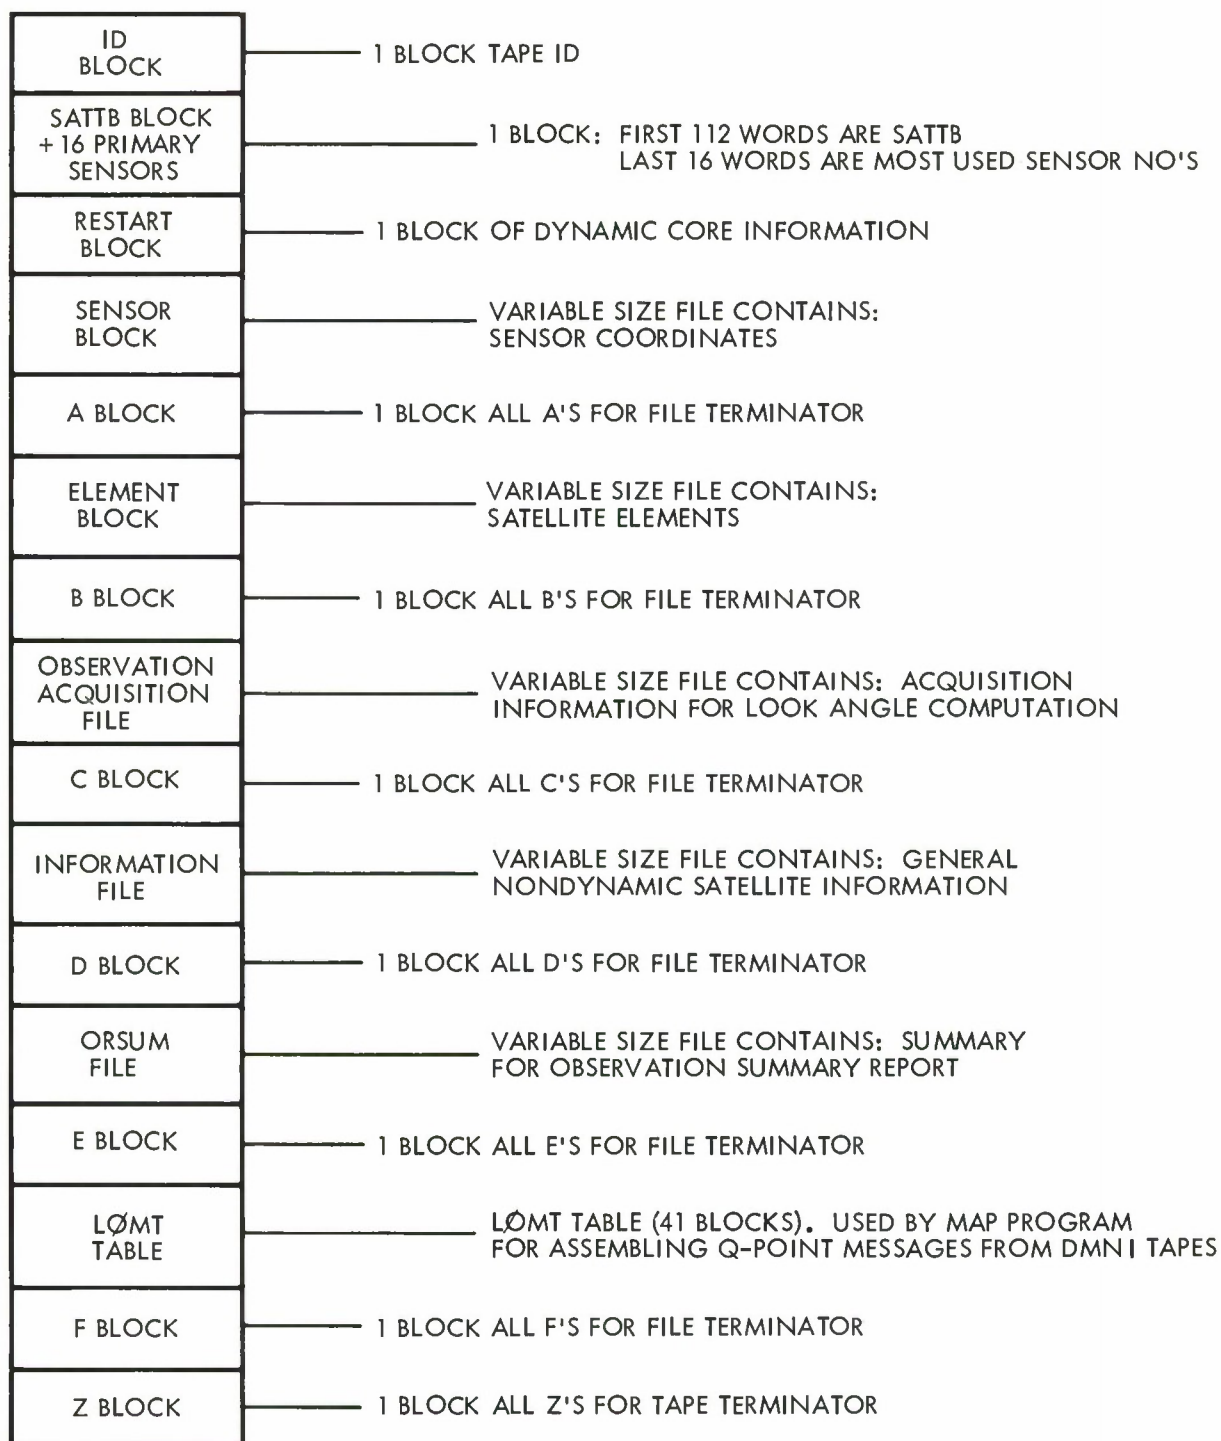 ID
BLOCK
1 BLOCK TAPE ID
SATTB BLOCK
+ 16 PRIMARY
SENSORS
1 BLOCK: FIRST 112 WORDS ARE SATTB
LAST 16 WORDS ARE MOST USED SENSOR NO'S
RESTART
BLOCK
1 BLOCK OF DYNAMIC CORE INFORMATION
SENSOR
BLOCK
VARIABLE SIZE FILE CONTAINS:
SENSOR COORDINATES
A BLOCK
1 BLOCK ALL A'S FOR FILE TERMINATOR
ELEMENT
BLOCK
VARIABLE SIZE FILE CONTAINS:
SATELLITE ELEMENTS
B BLOCK
1 BLOCK ALL B'S FOR FILE TERMINATOR
OBSERVATION
ACQUISITION
FILE
VARIABLE SIZE FILE CONTAINS: ACQUISITION
INFORMATION FOR LOOK ANGLE COMPUTATION
C BLOCK
1 BLOCK ALL C'S FOR FILE TERMINATOR
INFORMATION
FILE
VARIABLE SIZE FILE CONTAINS: GENERAL
NONDYNAMIC SATELLITE INFORMATION
D BLOCK
1 BLOCK ALL D'S FOR FILE TERMINATOR
ORSUM
FILE
VARIABLE SIZE FILE CONTAINS: SUMMARY
FOR OBSERVATION SUMMARY REPORT
E BLOCK
1 BLOCK ALL E'S FOR FILE TERMINATOR
LØMT
TABLE
LØMT TABLE (41 BLOCKS). USED BY MAP PROGRAM
FOR ASSEMBLING Q-POINT MESSAGES FROM DMNI TAPES
F BLOCK
1 BLOCK ALL F'S FOR FILE TERMINATOR
Z BLOCK
1 BLOCK ALL Z'S FOR TAPE TERMINATOR